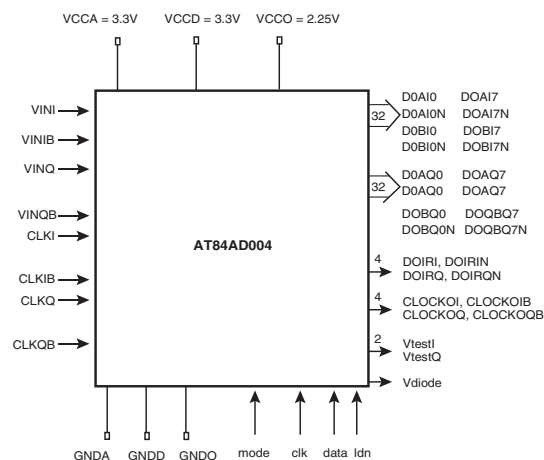 VCCA = 3.3V VCCD = 3.3V VCCO = 2.25V
VINI
VINIB
VINQ
VINQB
CLKI
CLKIB
CLKQ
CLKQB
AT84AD004
32
D0AI0 DOAI7
D0AI0N DOAI7N
D0BI0 DOBI7
D0BI0N DOBI7N
32
D0AQ0 DOAQ7
D0AQ0 DOAQ7
DOBQ0 DOQBQ7
DOBQ0N DOQBQ7N
4
DOIRI, DOIRIN
DOIRQ, DOIRQN
4
CLOCKOI, CLOCKOIB
CLOCKOQ, CLOCKOQB
2
VtestI
VtestQ
Vdiode
GNDA GNDD GNDO mode clk data ldn